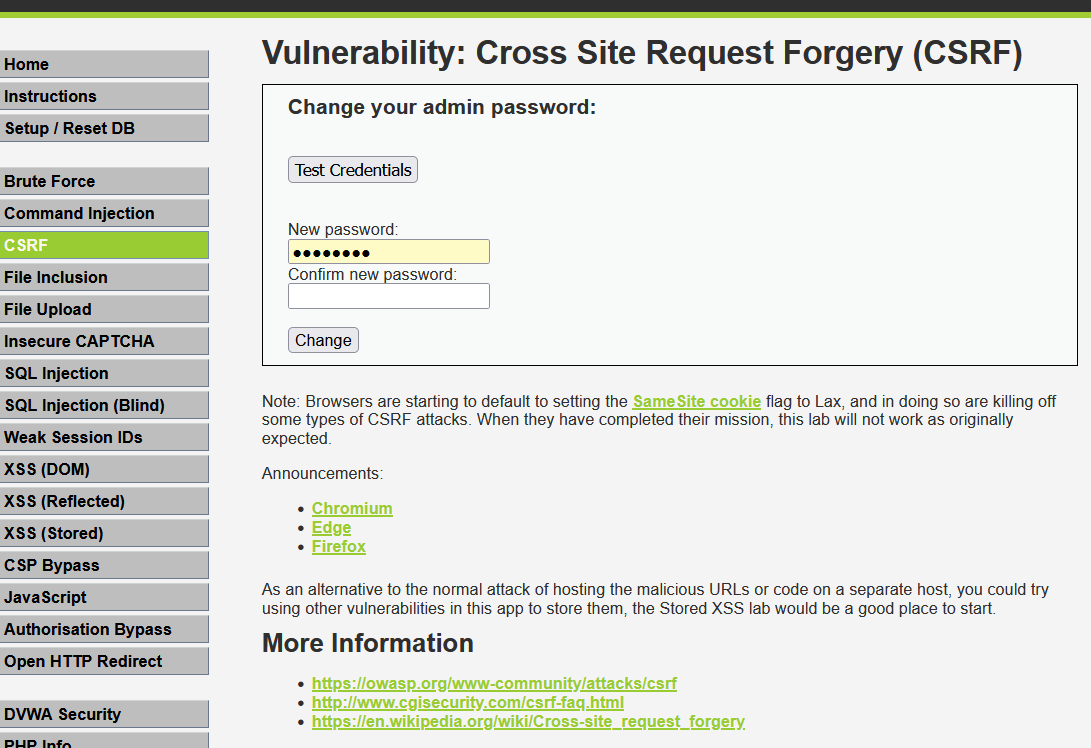 Home
Instructions
Setup / Reset DB
Brute Force
Command Injection
CSRF
File Inclusion
File Upload
Insecure CAPTCHA
SQL Injection
SQL Injection (Blind)
Weak Session IDs
XSS (DOM)
XSS (Reflected)
XSS (Stored)
CSP Bypass
JavaScript
Authorisation Bypass
Open HTTP Redirect
DVWA Security
PHP Info
Vulnerability: Cross Site Request Forgery (CSRF)
Change your admin password:
Test Credentials
New password:
●●●●●●●●
Confirm new password:
Change
Note: Browsers are starting to default to setting the SameSite cookie flag to Lax, and in doing so are killing off
some types of CSRF attacks. When they have completed their mission, this lab will not work as originally
expected.
Announcements:
• Chromium
• Edge
• Firefox
As an alternative to the normal attack of hosting the malicious URLs or code on a separate host, you could try
using other vulnerabilities in this app to store them, the Stored XSS lab would be a good place to start.
More Information
• https://owasp.org/www-community/attacks/csrf
• http://www.cgisecurity.com/csrf-faq.html
• https://en.wikipedia.org/wiki/Cross-site_request_forgery